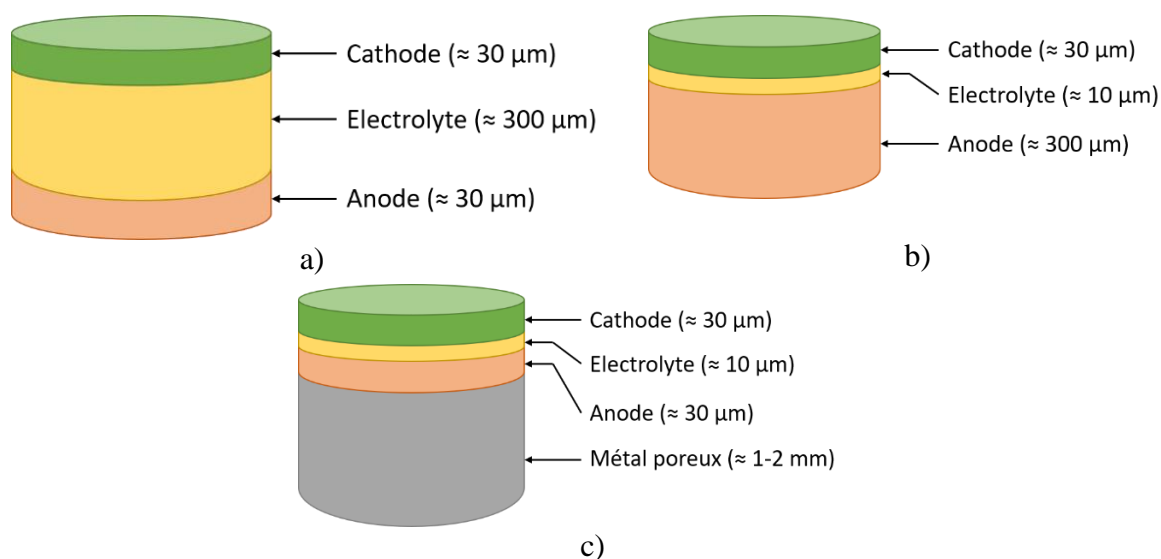 Cathode (≈ 30 µm)
Electrolyte (≈ 300 µm)
Anode (≈ 30 µm)
a)
Cathode (≈ 30 µm)
Electrolyte (≈ 10 µm)
Anode (≈ 300 µm)
b)
Cathode (≈ 30 µm)
Electrolyte (≈ 10 µm)
Anode (≈ 30 µm)
Métal poreux (≈ 1-2 mm)
c)